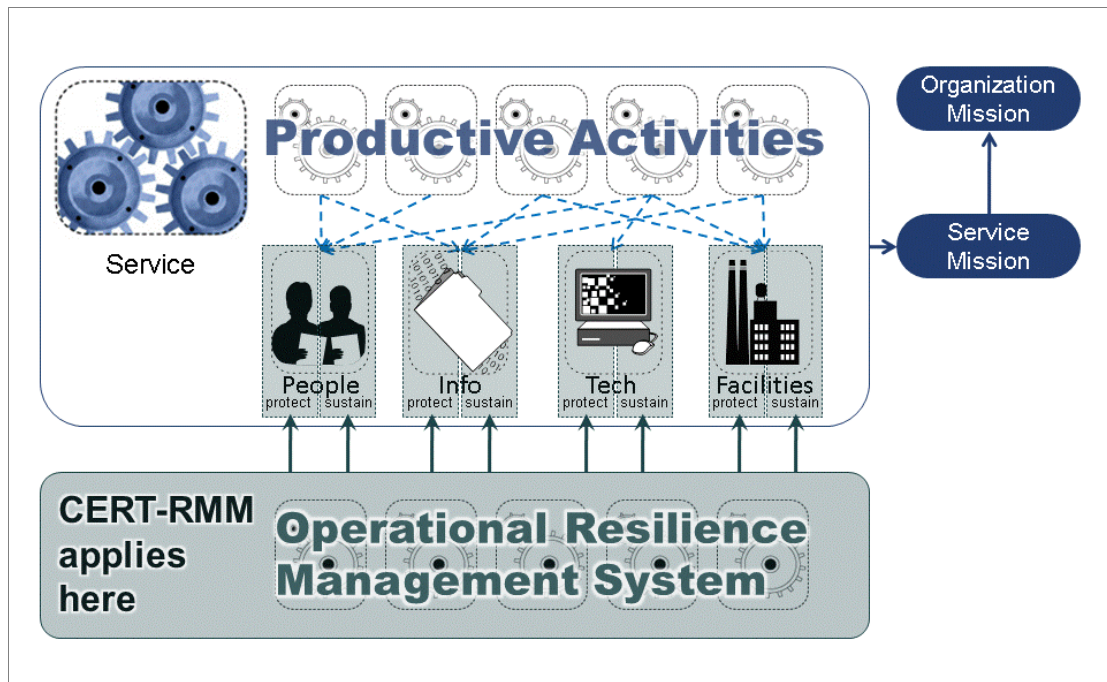 Productive Activities
Service
Organization
Mission
Service
Mission
People
protect sustain
Info
protect sustain
Tech
protect sustain
Facilities
protect sustain
CERT-RMM
applies
here
Operational Resilience
Management System